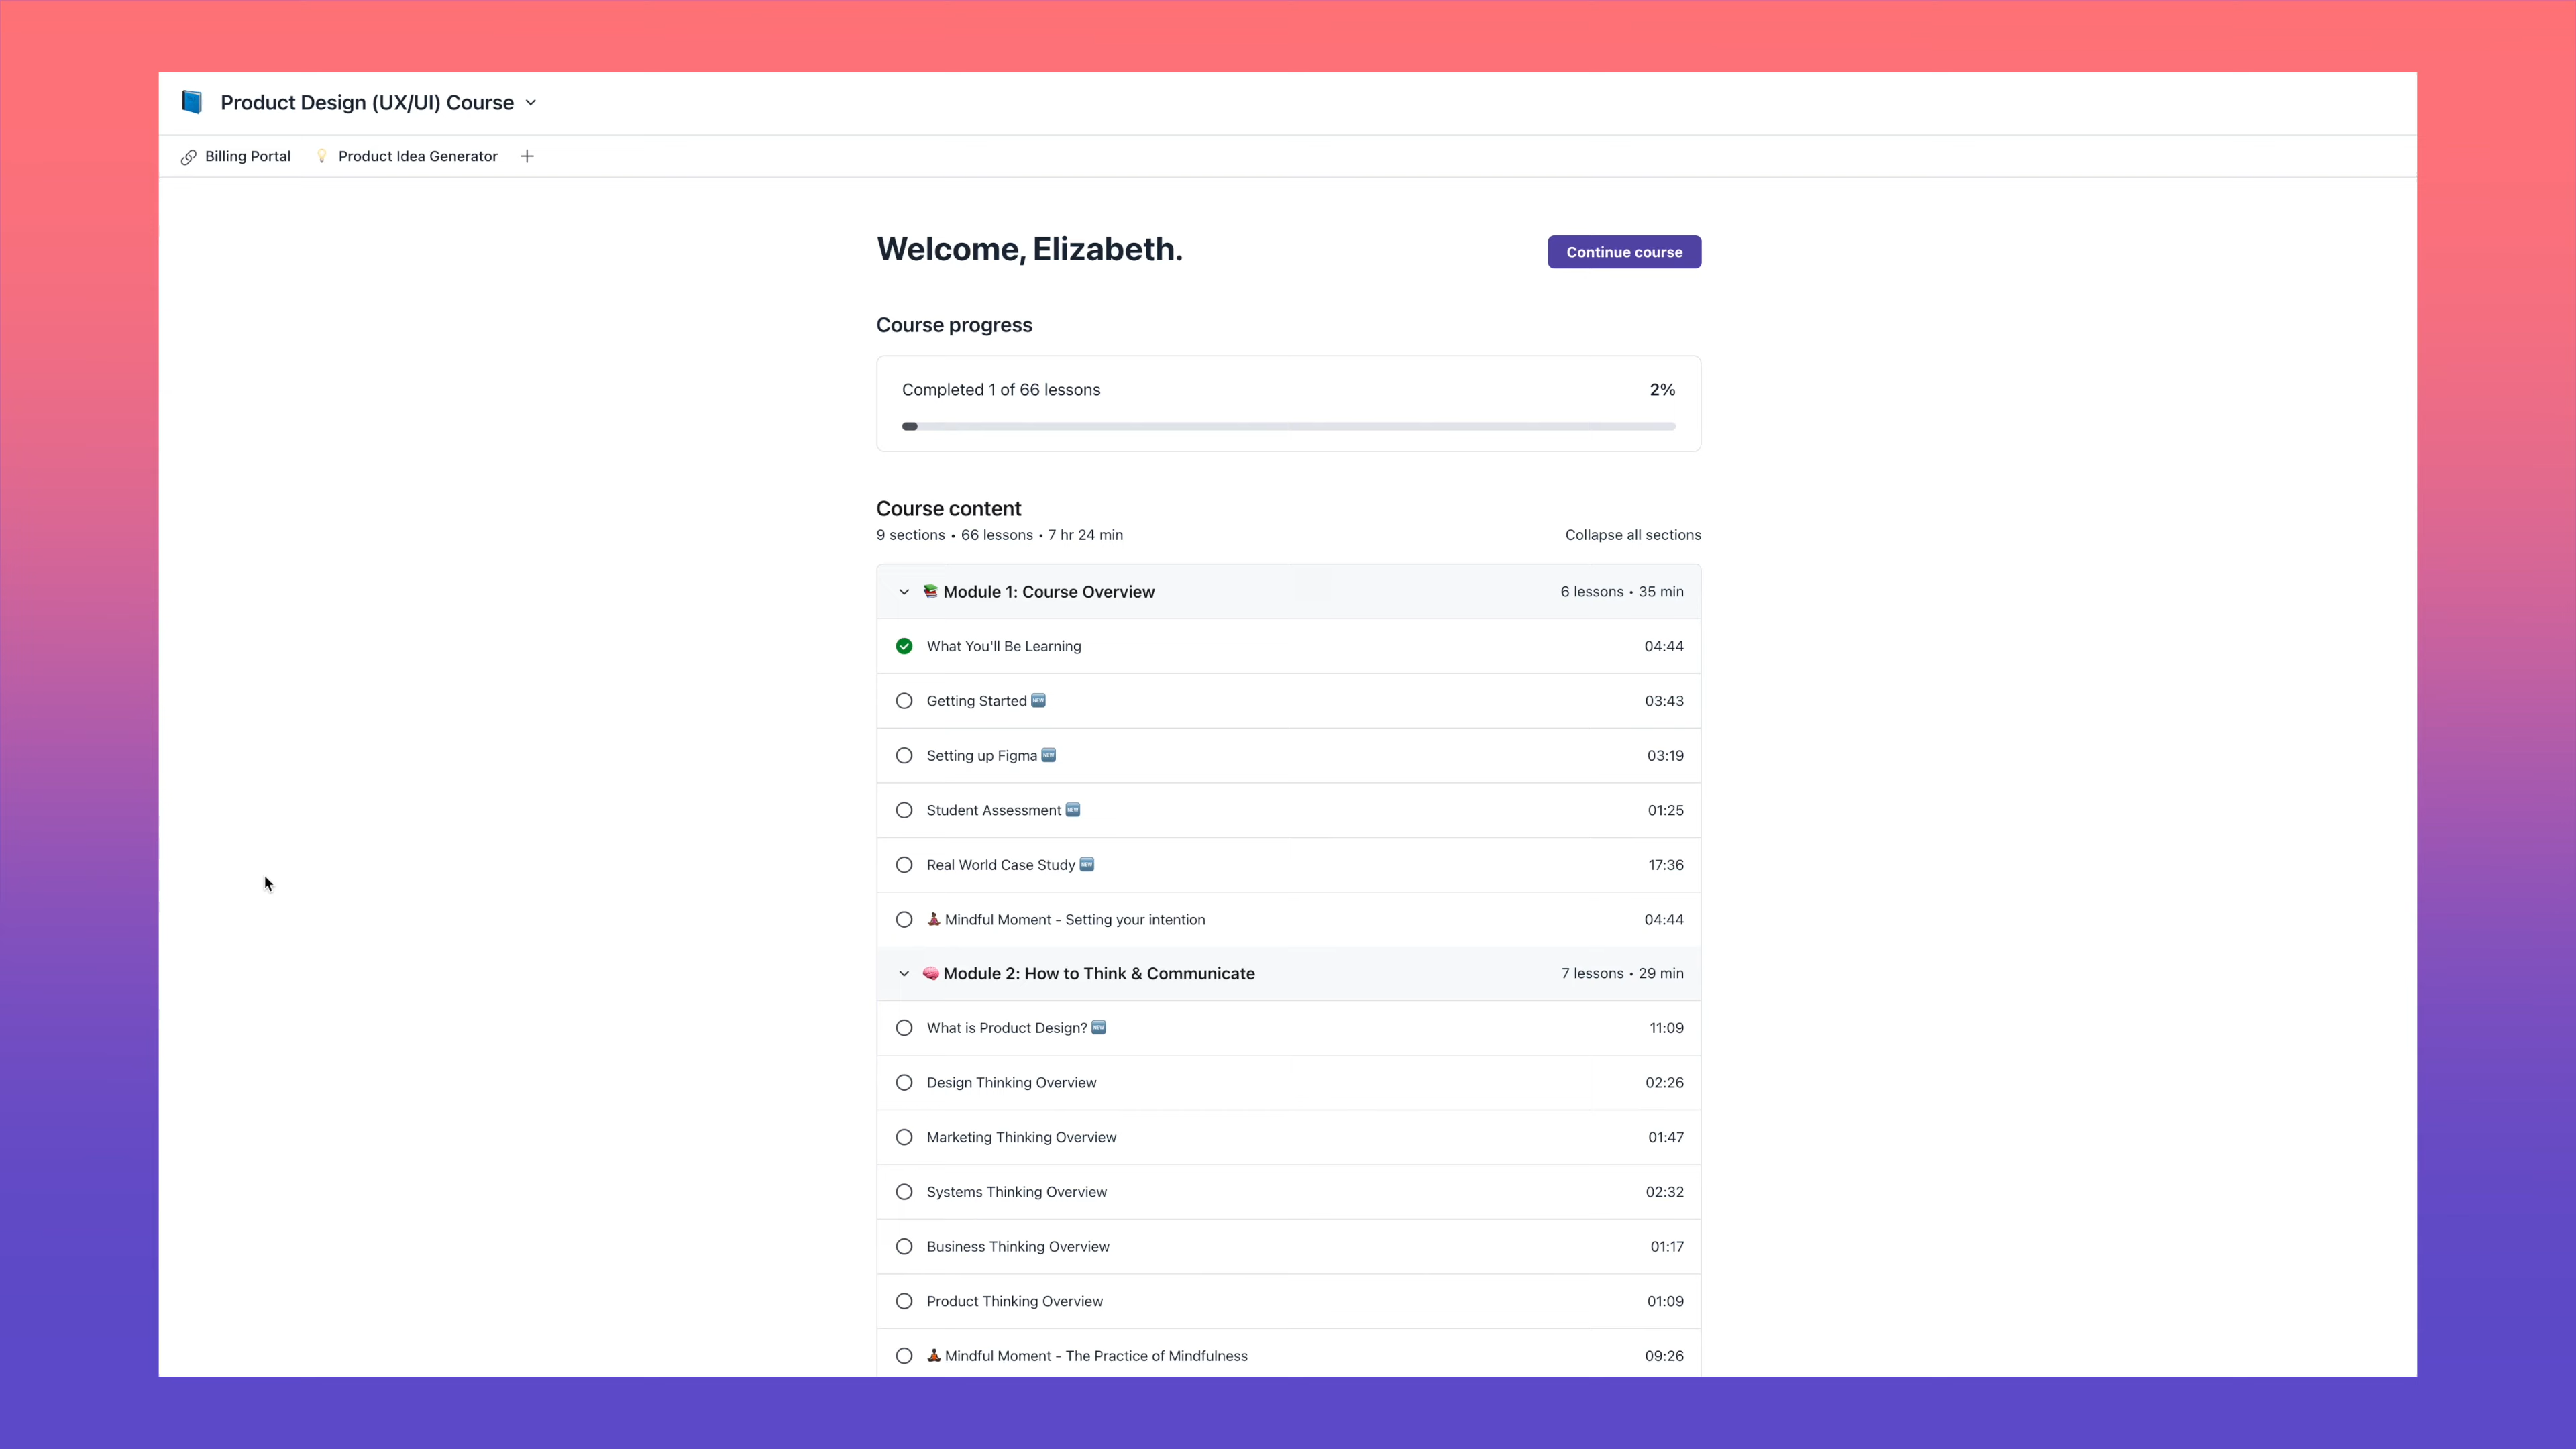 Product Design (UX/UI) Course
Billing Portal Product Idea Generator
Welcome, Elizabeth. Continue course
Course progress
Completed 1 of 66 lessons 2%
Course content
9 sections • 66 lessons • 7 hr 24 min Collapse all sections
Module 1: Course Overview 6 lessons • 35 min
What You'll Be Learning 04:44
Getting Started 🆕 03:43
Setting up Figma 🆕 03:19
Student Assessment 🆕 01:25
Real World Case Study 🆕 17:36
Mindful Moment - Setting your intention 04:44
Module 2: How to Think & Communicate 7 lessons • 29 min
What is Product Design? 🆕 11:09
Design Thinking Overview 02:26
Marketing Thinking Overview 01:47
Systems Thinking Overview 02:32
Business Thinking Overview 01:17
Product Thinking Overview 01:09
Mindful Moment - The Practice of Mindfulness 09:26